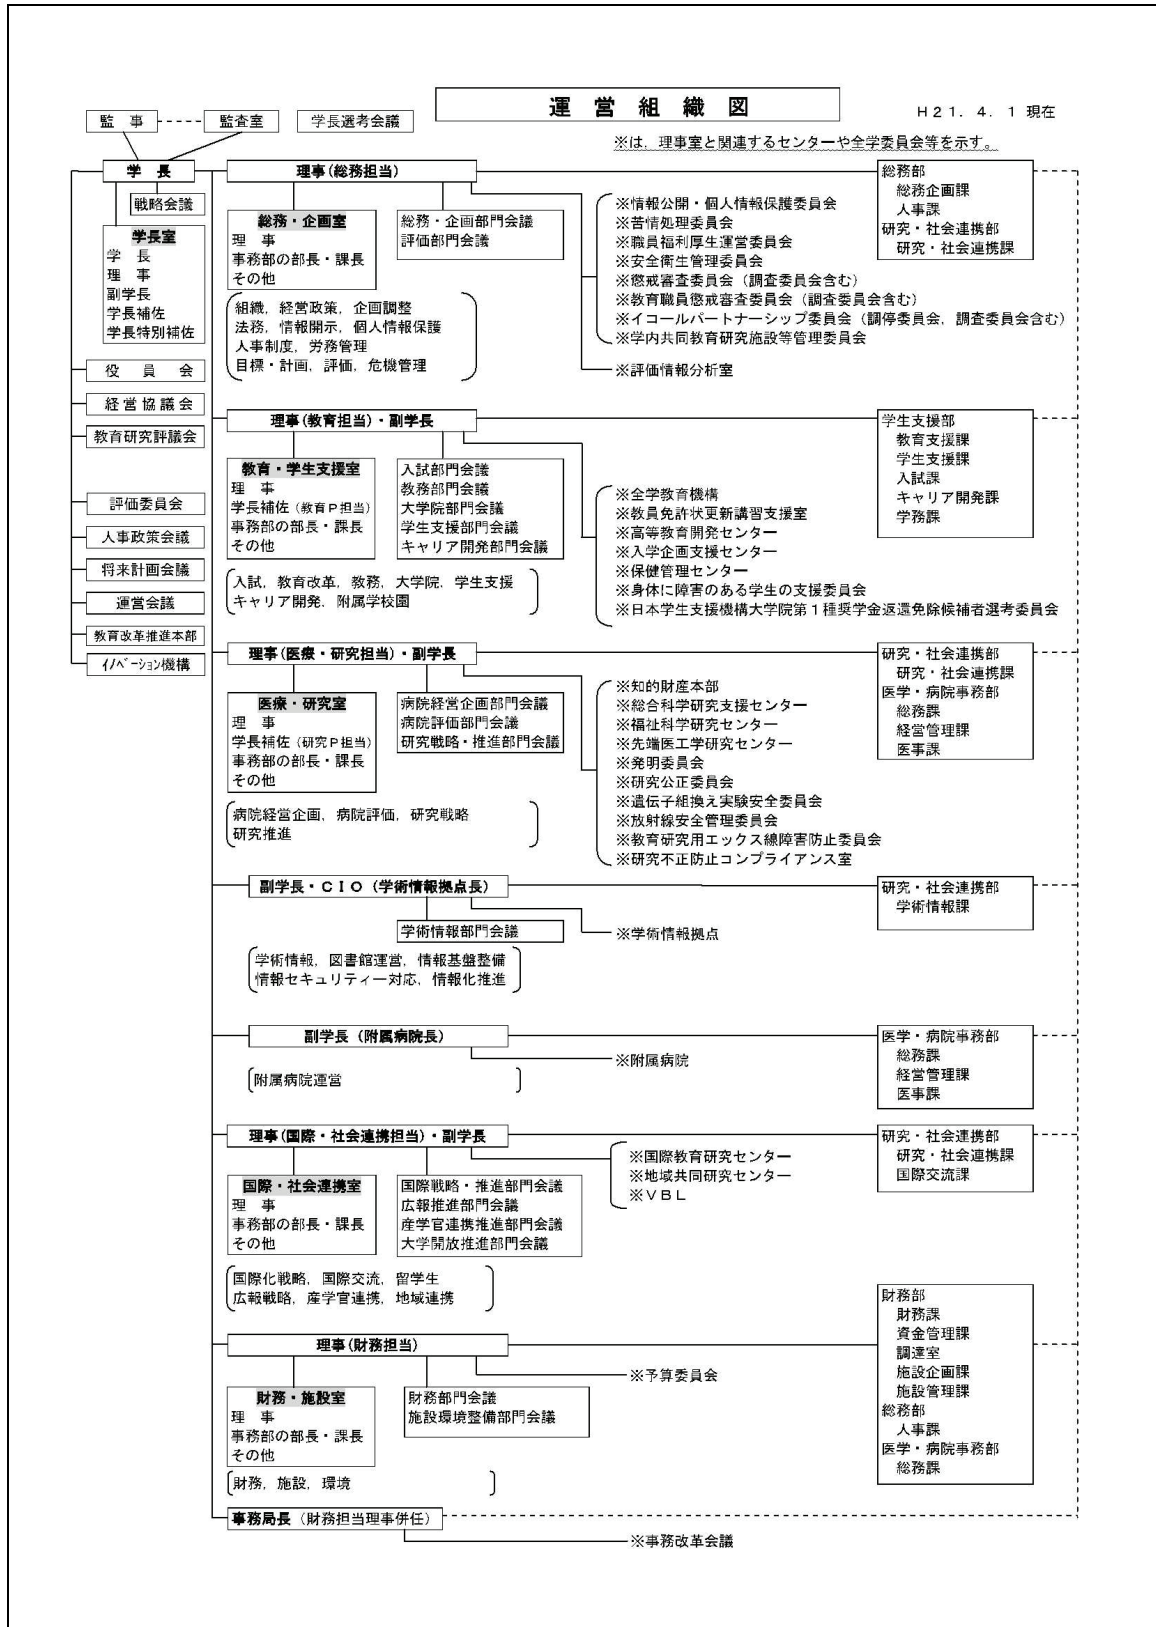 運営組織図
H21.4.1 現在
監 事
監査室
学長選考会議
※は，理事室と関連するセンターや全学委員会等を示す。
学 長
戦略会議
学長室
学 長
理 事
副学長
学長補佐
学長特別補佐
役 員 会
経営協議会
教育研究評議会
評価委員会
人事政策会議
将来計画会議
運営会議
教育改革推進本部
ｲﾉﾍﾞｰｼｮﾝ機構
理事(総務担当)
総務・企画室
理 事
事務部の部長・課長
その他
総務・企画部門会議
評価部門会議
組織，経営政策，企画調整
法務，情報開示，個人情報保護
人事制度，労務管理
目標・計画，評価，危機管理
※情報公開・個人情報保護委員会
※苦情処理委員会
※職員福利厚生運営委員会
※安全衛生管理委員会
※懲戒審査委員会（調査委員会含む）
※教育職員懲戒審査委員会（調査委員会含む）
※イコールパートナーシップ委員会（調停委員会，調査委員会含む）
※学内共同教育研究施設等管理委員会
※評価情報分析室
総務部
総務企画課
人事課
研究・社会連携部
研究・社会連携課
理事(教育担当)・副学長
教育・学生支援室
理 事
学長補佐（教育Ｐ担当）
事務部の部長・課長
その他
入試部門会議
教務部門会議
大学院部門会議
学生支援部門会議
キャリア開発部門会議
入試，教育改革，教務，大学院，学生支援
キャリア開発，附属学校園
※全学教育機構
※教員免許状更新講習支援室
※高等教育開発センター
※入学企画支援センター
※保健管理センター
※身体に障害のある学生の支援委員会
※日本学生支援機構大学院第１種奨学金返還免除候補者選考委員会
学生支援部
教育支援課
学生支援課
入試課
キャリア開発課
学務課
理事(医療・研究担当)・副学長
医療・研究室
理 事
学長補佐（研究Ｐ担当）
事務部の部長・課長
その他
病院経営企画部門会議
病院評価部門会議
研究戦略・推進部門会議
病院経営企画，病院評価，研究戦略
研究推進
※知的財産本部
※総合科学研究支援センター
※福祉科学研究センター
※先端医工学研究センター
※発明委員会
※研究公正委員会
※遺伝子組換え実験安全委員会
※放射線安全管理委員会
※教育研究用エックス線障害防止委員会
※研究不正防止コンプライアンス室
研究・社会連携部
研究・社会連携課
医学・病院事務部
総務課
経営管理課
医事課
副学長・ＣＩＯ（学術情報拠点長）
学術情報部門会議
学術情報，図書館運営，情報基盤整備
情報セキュリティー対応，情報化推進
※学術情報拠点
研究・社会連携部
学術情報課
副学長（附属病院長）
附属病院運営
※附属病院
医学・病院事務部
総務課
経営管理課
医事課
理事(国際・社会連携担当)・副学長
国際・社会連携室
理 事
事務部の部長・課長
その他
国際戦略・推進部門会議
広報推進部門会議
産学官連携推進部門会議
大学開放推進部門会議
国際化戦略，国際交流，留学生
広報戦略，産学官連携，地域連携
※国際教育研究センター
※地域共同研究センター
※ＶＢＬ
研究・社会連携部
研究・社会連携課
国際交流課
理事(財務担当)
財務・施設室
理 事
事務部の部長・課長
その他
財務部門会議
施設環境整備部門会議
財務，施設，環境
※予算委員会
財務部
財務課
資金管理課
調達室
施設企画課
施設管理課
総務部
人事課
医学・病院事務部
総務課
事務局長（財務担当理事併任）
※事務改革会議